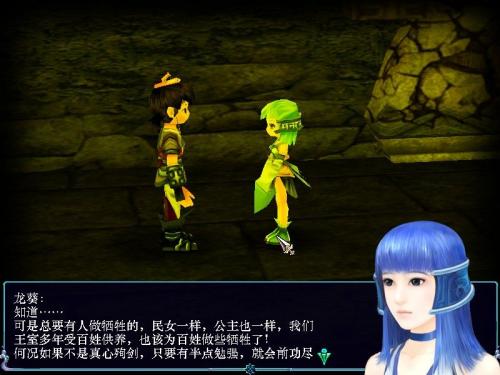 龙葵：
知道……
可是总要有人做牺牲的，民女一样，公主也一样，我们
王室多年受百姓供养，也该为百姓做些牺牲了！
何况如果不是真心殉剑，只要有半点勉强，就会前功尽